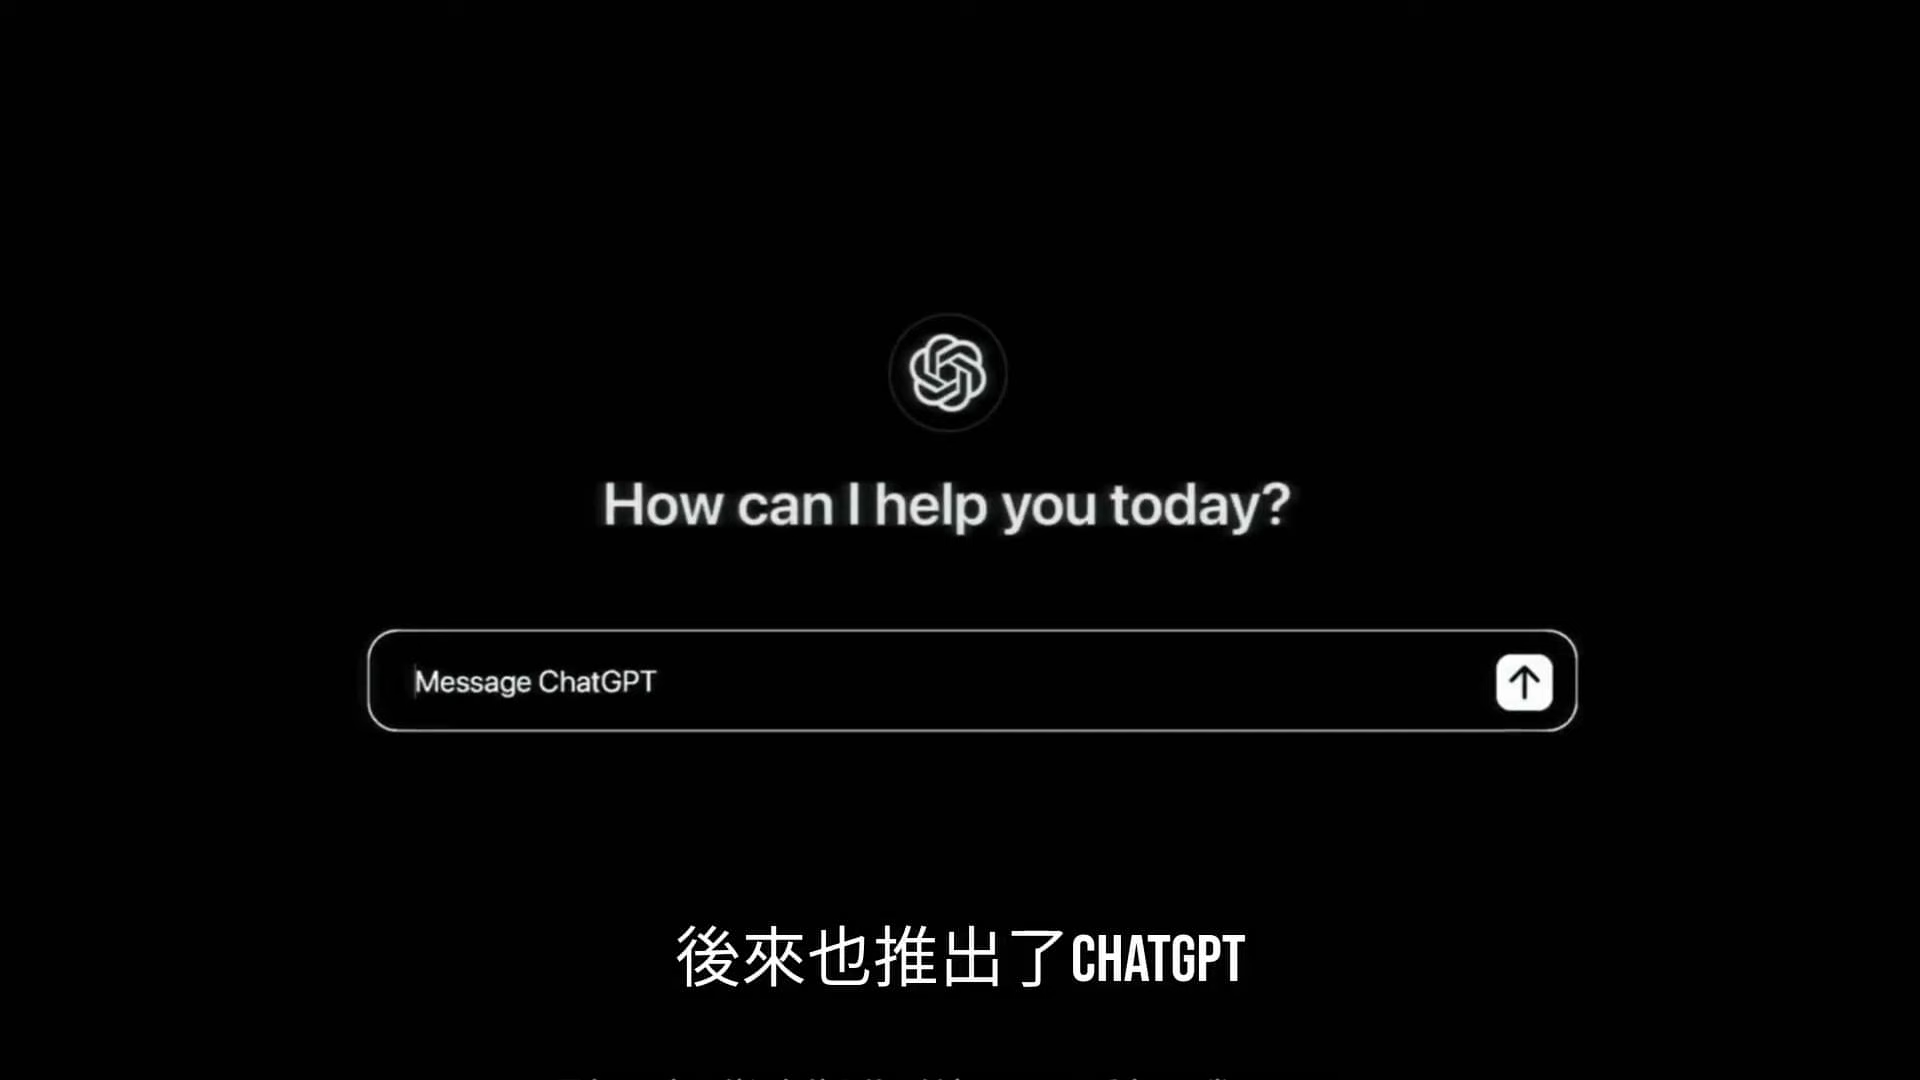 How can I help you today?
Message ChatGPT
後來也推出了CHATGPT